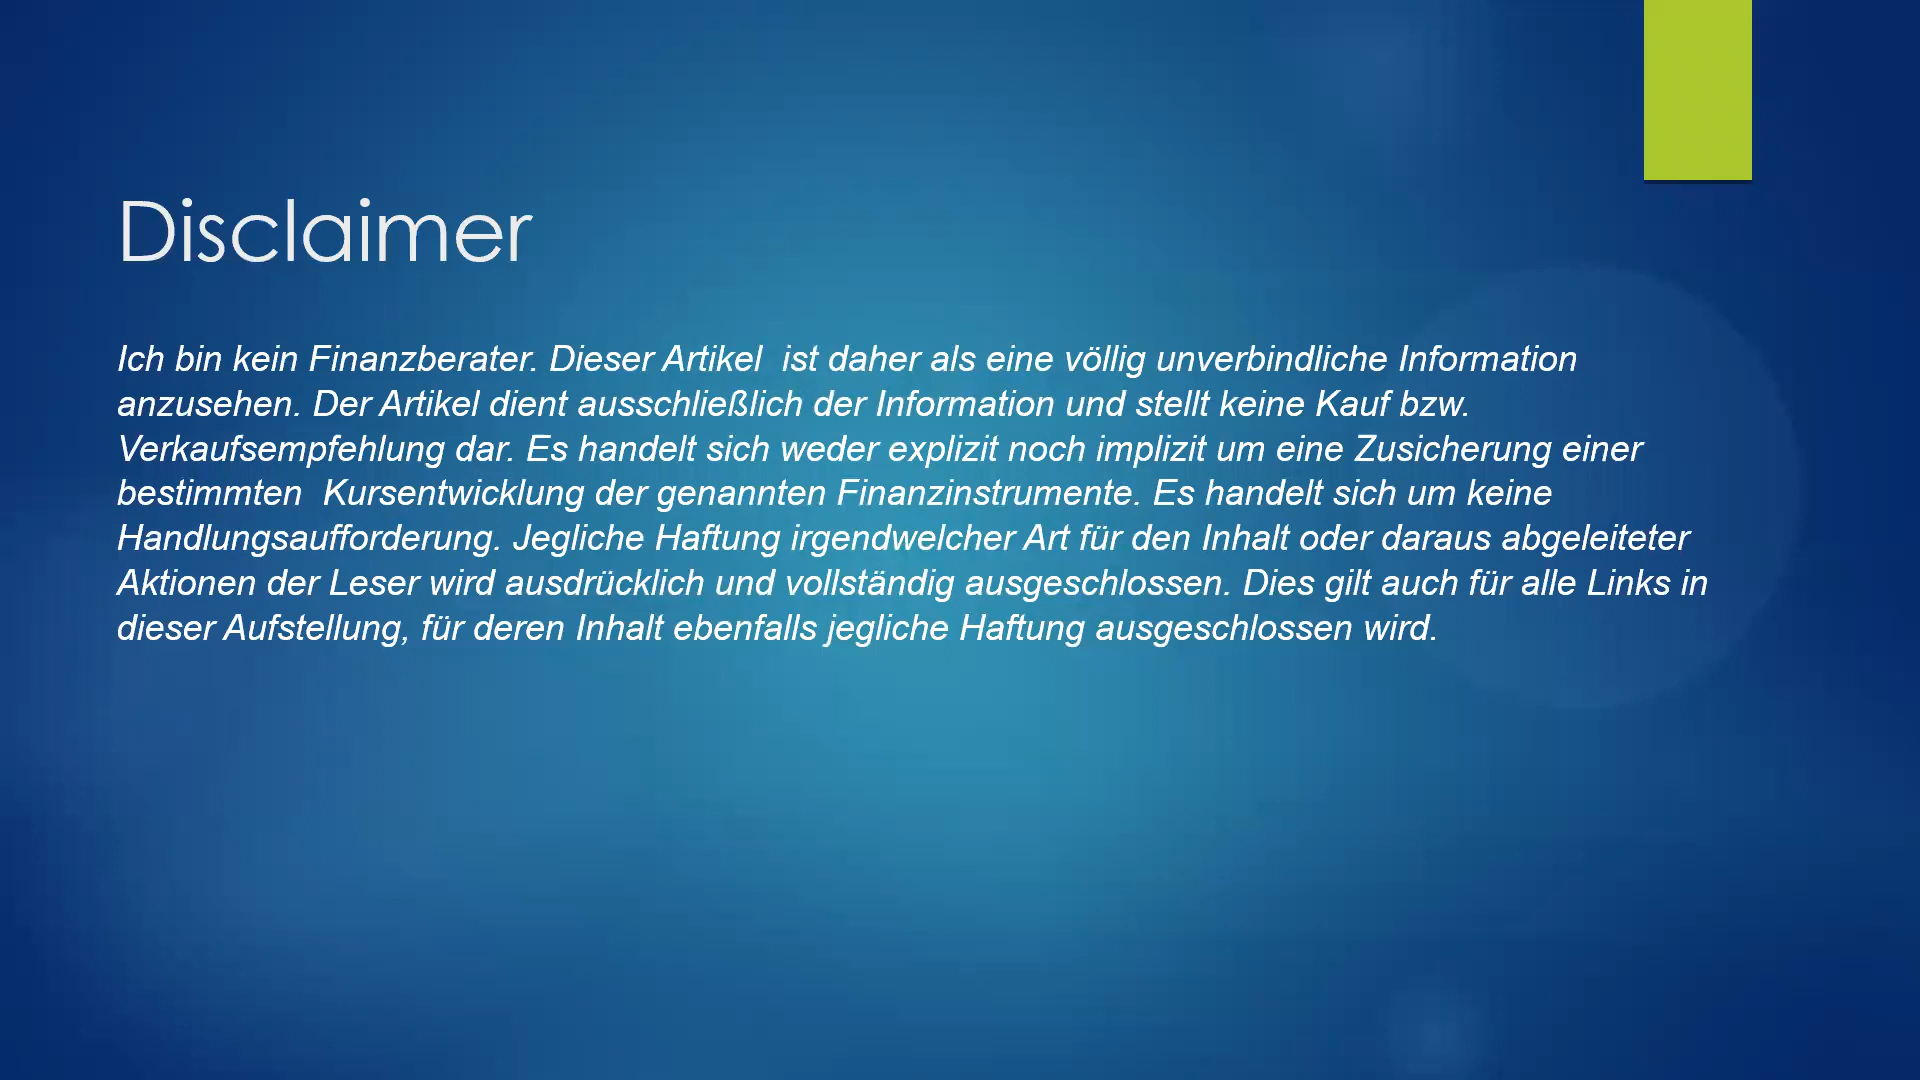 Disclaimer
Ich bin kein Finanzberater. Dieser Artikel  ist daher als eine völlig unverbindliche Information
anzusehen. Der Artikel dient ausschließlich der Information und stellt keine Kauf bzw.
Verkaufsempfehlung dar. Es handelt sich weder explizit noch implizit um eine Zusicherung einer
bestimmten  Kursentwicklung der genannten Finanzinstrumente. Es handelt sich um keine
Handlungsaufforderung. Jegliche Haftung irgendwelcher Art für den Inhalt oder daraus abgeleiteter
Aktionen der Leser wird ausdrücklich und vollständig ausgeschlossen. Dies gilt auch für alle Links in
dieser Aufstellung, für deren Inhalt ebenfalls jegliche Haftung ausgeschlossen wird.